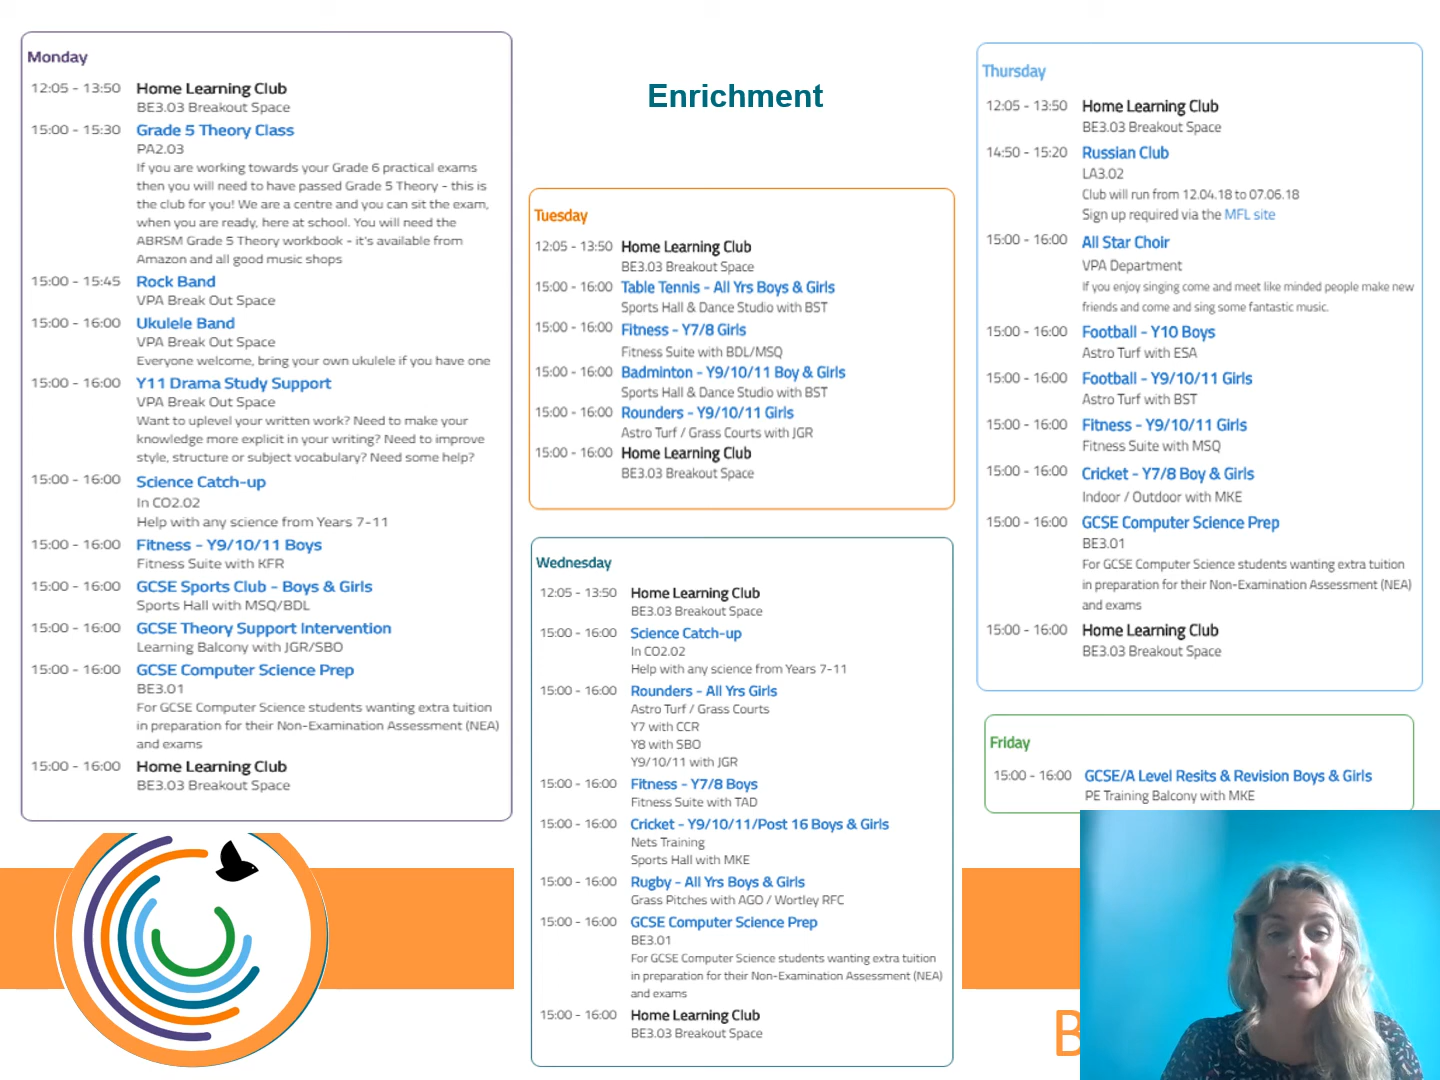 Monday
12:05 - 13:50 Home Learning Club
BE3.03 Breakout Space
15:00 - 15:30 Grade 5 Theory Class
PA2.03
If you are working towards your Grade 6 practical exams
then you will need to have passed Grade 5 Theory - this is
the club for you! We are a centre and you can sit the exam,
when you are ready, here at school. You will need the
ABRSM Grade 5 Theory workbook - it's available from
Amazon and all good music shops
15:00 - 15:45 Rock Band
VPA Break Out Space
15:00 - 16:00 Ukulele Band
VPA Break Out Space
Everyone welcome, bring your own ukulele if you have one
15:00 - 16:00 Y11 Drama Study Support
VPA Break Out Space
Want to uplevel your written work? Need to make your
knowledge more explicit in your writing? Need to improve
style, structure or subject vocabulary? Need some help?
15:00 - 16:00 Science Catch-up
In CO2.02
Help with any science from Years 7-11
15:00 - 16:00 Fitness - Y9/10/11 Boys
Fitness Suite with KFR
15:00 - 16:00 GCSE Sports Club - Boys & Girls
Sports Hall with MSQ/BDL
15:00 - 16:00 GCSE Theory Support Intervention
Learning Balcony with JGR/SBO
15:00 - 16:00 GCSE Computer Science Prep
BE3.01
For GCSE Computer Science students wanting extra tuition
in preparation for their Non-Examination Assessment (NEA)
and exams
15:00 - 16:00 Home Learning Club
BE3.03 Breakout Space
Enrichment
Tuesday
12:05 - 13:50 Home Learning Club
BE3.03 Breakout Space
15:00 - 16:00 Table Tennis - All Yrs Boys & Girls
Sports Hall & Dance Studio with BST
15:00 - 16:00 Fitness - Y7/8 Girls
Fitness Suite with BDL/MSQ
15:00 - 16:00 Badminton - Y9/10/11 Boy & Girls
Sports Hall & Dance Studio with BST
15:00 - 16:00 Rounders - Y9/10/11 Girls
Astro Turf / Grass Courts with JGR
15:00 - 16:00 Home Learning Club
BE3.03 Breakout Space
Wednesday
12:05 - 13:50 Home Learning Club
BE3.03 Breakout Space
15:00 - 16:00 Science Catch-up
In CO2.02
Help with any science from Years 7-11
15:00 - 16:00 Rounders - All Yrs Girls
Astro Turf / Grass Courts
Y7 with CCR
Y8 with SBO
Y9/10/11 with JGR
15:00 - 16:00 Fitness - Y7/8 Boys
Fitness Suite with TAD
15:00 - 16:00 Cricket - Y9/10/11/Post 16 Boys & Girls
Nets Training
Sports Hall with MKE
15:00 - 16:00 Rugby - All Yrs Boys & Girls
Grass Pitches with AGO / Wortley RFC
15:00 - 16:00 GCSE Computer Science Prep
BE3.01
For GCSE Computer Science students wanting extra tuition
in preparation for their Non-Examination Assessment (NEA)
and exams
15:00 - 16:00 Home Learning Club
BE3.03 Breakout Space
Thursday
12:05 - 13:50 Home Learning Club
BE3.03 Breakout Space
14:50 - 15:20 Russian Club
LA3.02
Club will run from 12.04.18 to 07.06.18
Sign up required via the MFL site
15:00 - 16:00 All Star Choir
VPA Department
If you enjoy singing come and meet like minded people make new
friends and come and sing some fantastic music.
15:00 - 16:00 Football - Y10 Boys
Astro Turf with ESA
15:00 - 16:00 Football - Y9/10/11 Girls
Astro Turf with BST
15:00 - 16:00 Fitness - Y9/10/11 Girls
Fitness Suite with MSQ
15:00 - 16:00 Cricket - Y7/8 Boy & Girls
Indoor / Outdoor with MKE
15:00 - 16:00 GCSE Computer Science Prep
BE3.01
For GCSE Computer Science students wanting extra tuition
in preparation for their Non-Examination Assessment (NEA)
and exams
15:00 - 16:00 Home Learning Club
BE3.03 Breakout Space
Friday
15:00 - 16:00 GCSE/A Level Resits & Revision Boys & Girls
PE Training Balcony with MKE